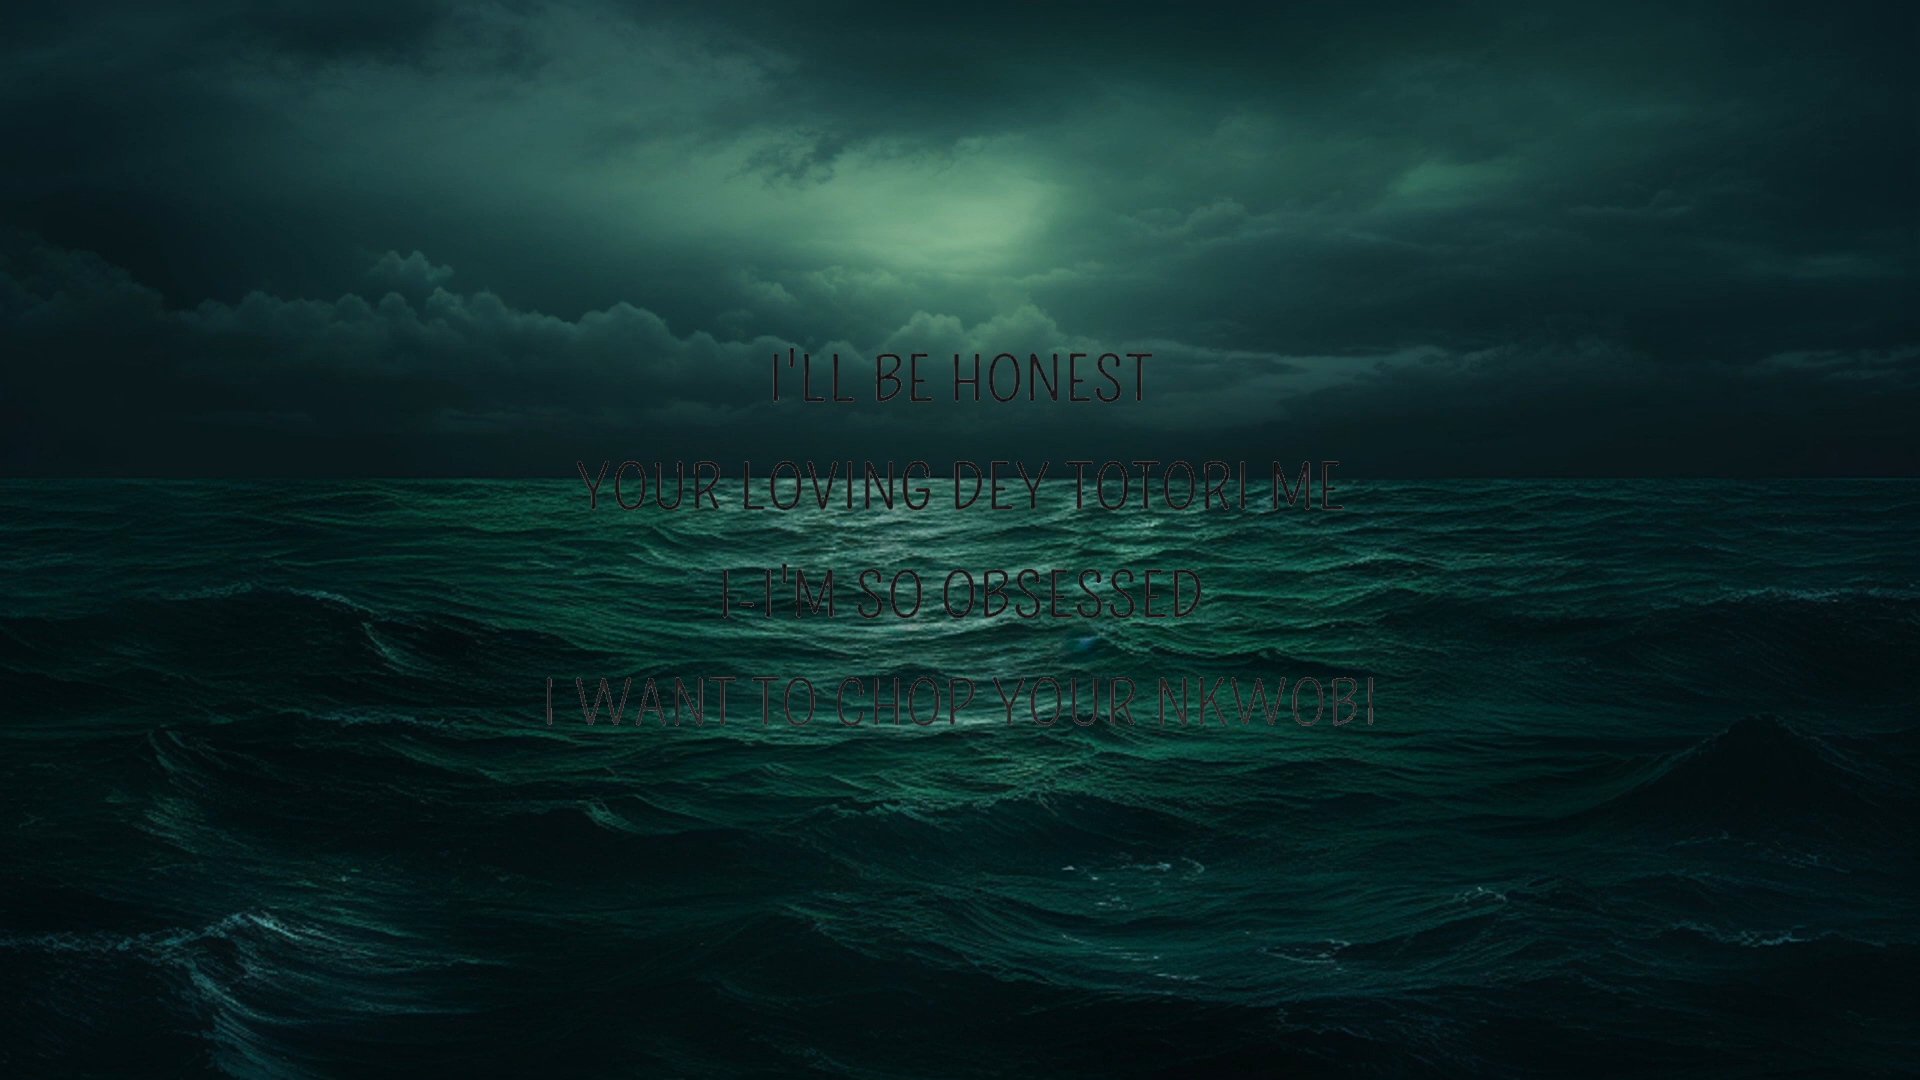 I'LL BE HONEST
YOUR LOVING DEY TOTORI ME
I-I'M SO OBSESSED
I WANT TO CHOP YOUR NKWOBI